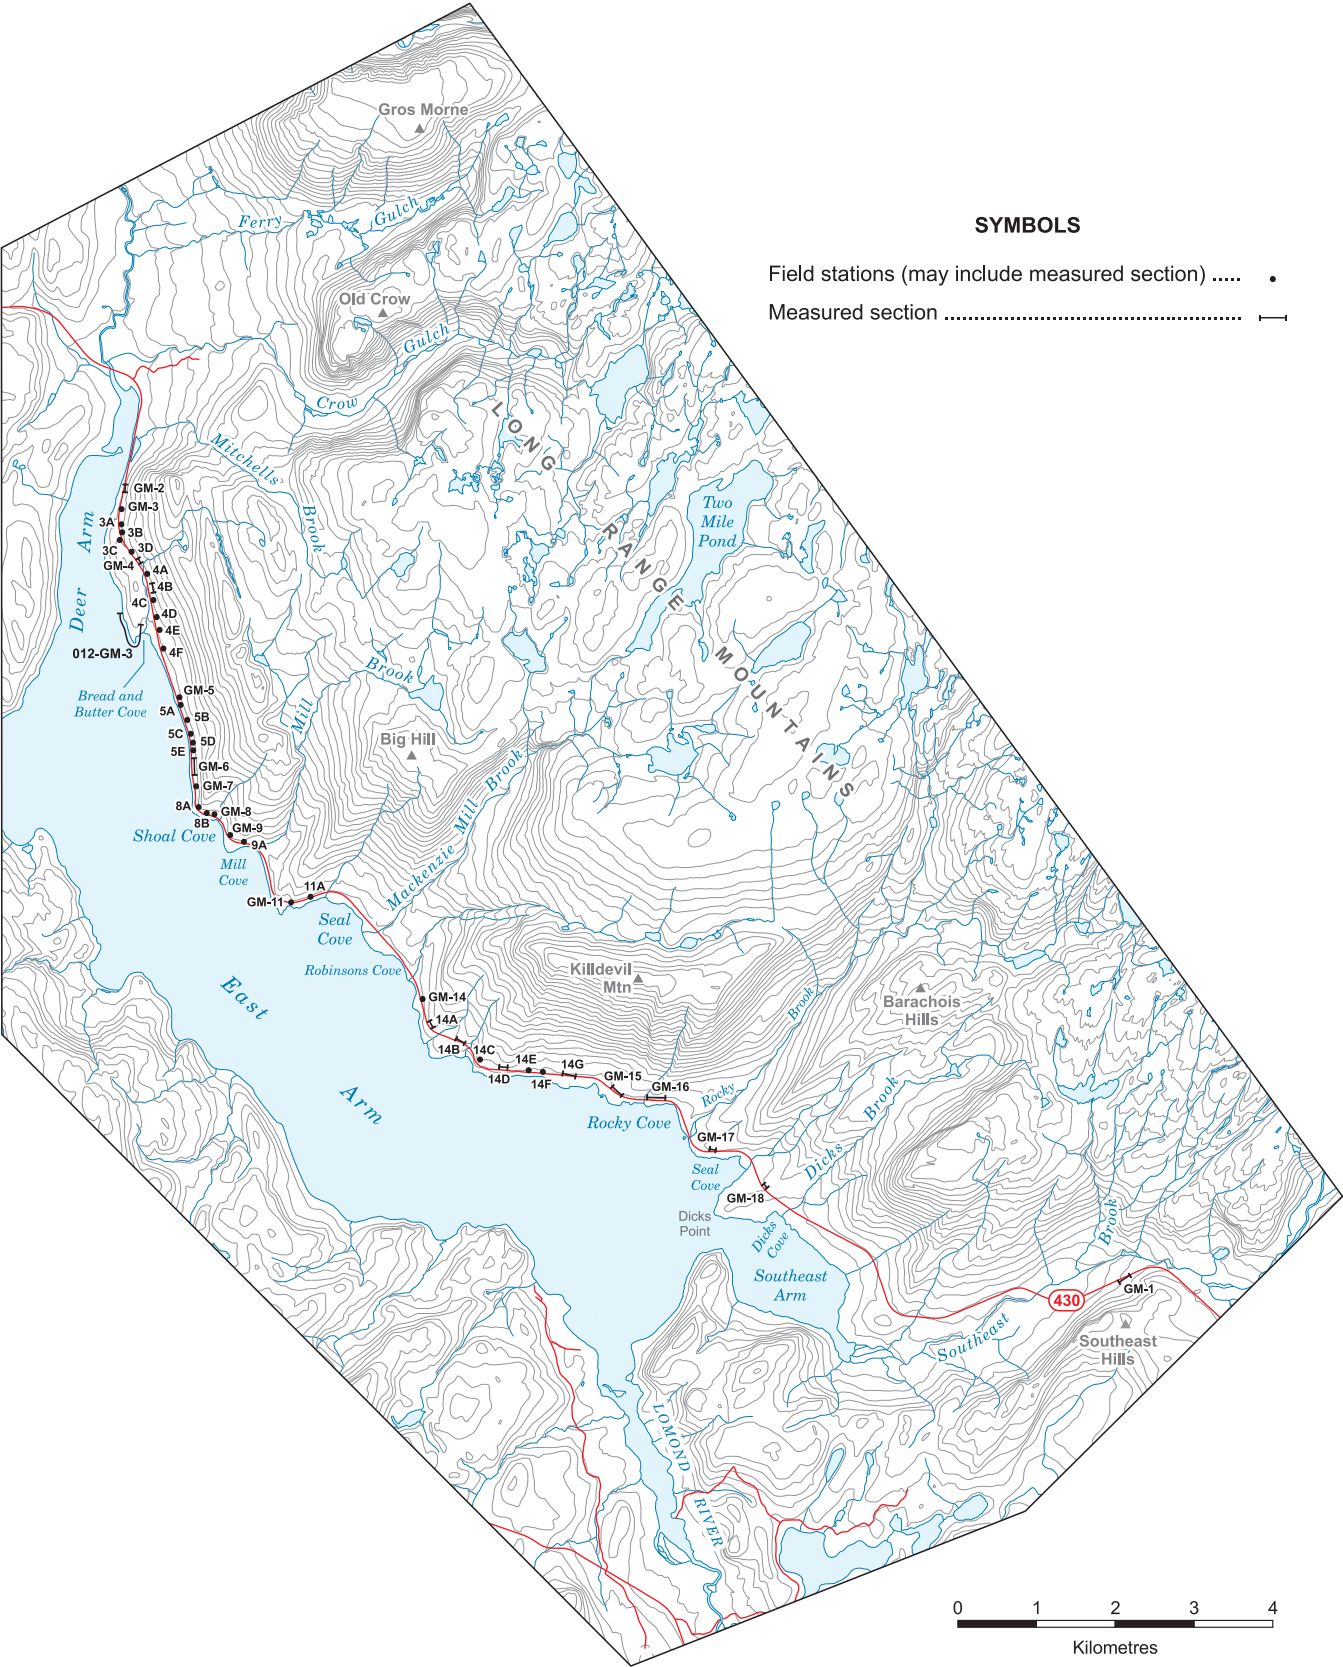 Gros Morne
Ferry
Gulch
SYMBOLS
Field stations (may include measured section) .....
Measured section ..........................................
Old Crow
Gulch
Crow
LONG
RANGE
MOUNTAINS
Mitchells'
Brook
Two
Mile
Pond
Deer
Arm
GM-2
GM-3
3A
3B
3C
3D
GM-4
4A
4B
4C
4D
4E
4F
012-GM-3
Bread and
Butter Cove
GM-5
5A
5B
5C
5D
5E
GM-6
GM-7
8A
8B
GM-8
GM-9
9A
Shoal Cove
Mill
Cove
Mill
Brook
Big Hill
Mackenzie Mill Brook
GM-11
11A
Seal
Cove
Robinsons Cove
East
Arm
Killdevil
Mtn
Barachois
Hills
GM-14
14A
14B
14C
14D
14E
14F
14G
GM-15
GM-16
Rocky Cove
Rocky
Brook
GM-17
Seal
Cove
GM-18
Dicks
Brook
Dicks
Point
Dicks
Cove
Southeast
Arm
430
GM-1
Southeast
Brook
Southeast
Hills
LOMOND
RIVER
0 1 2 3 4
Kilometres